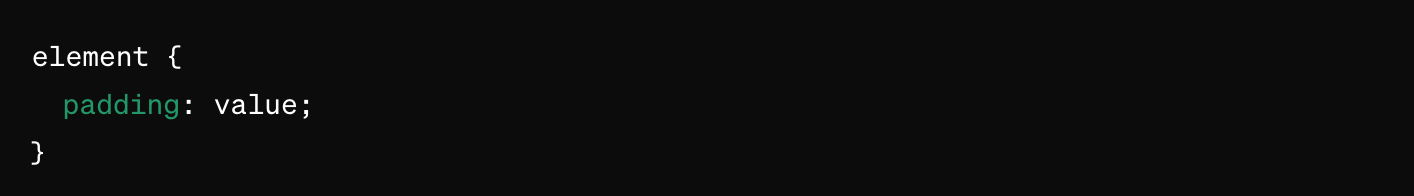 element {
  padding: value;
}